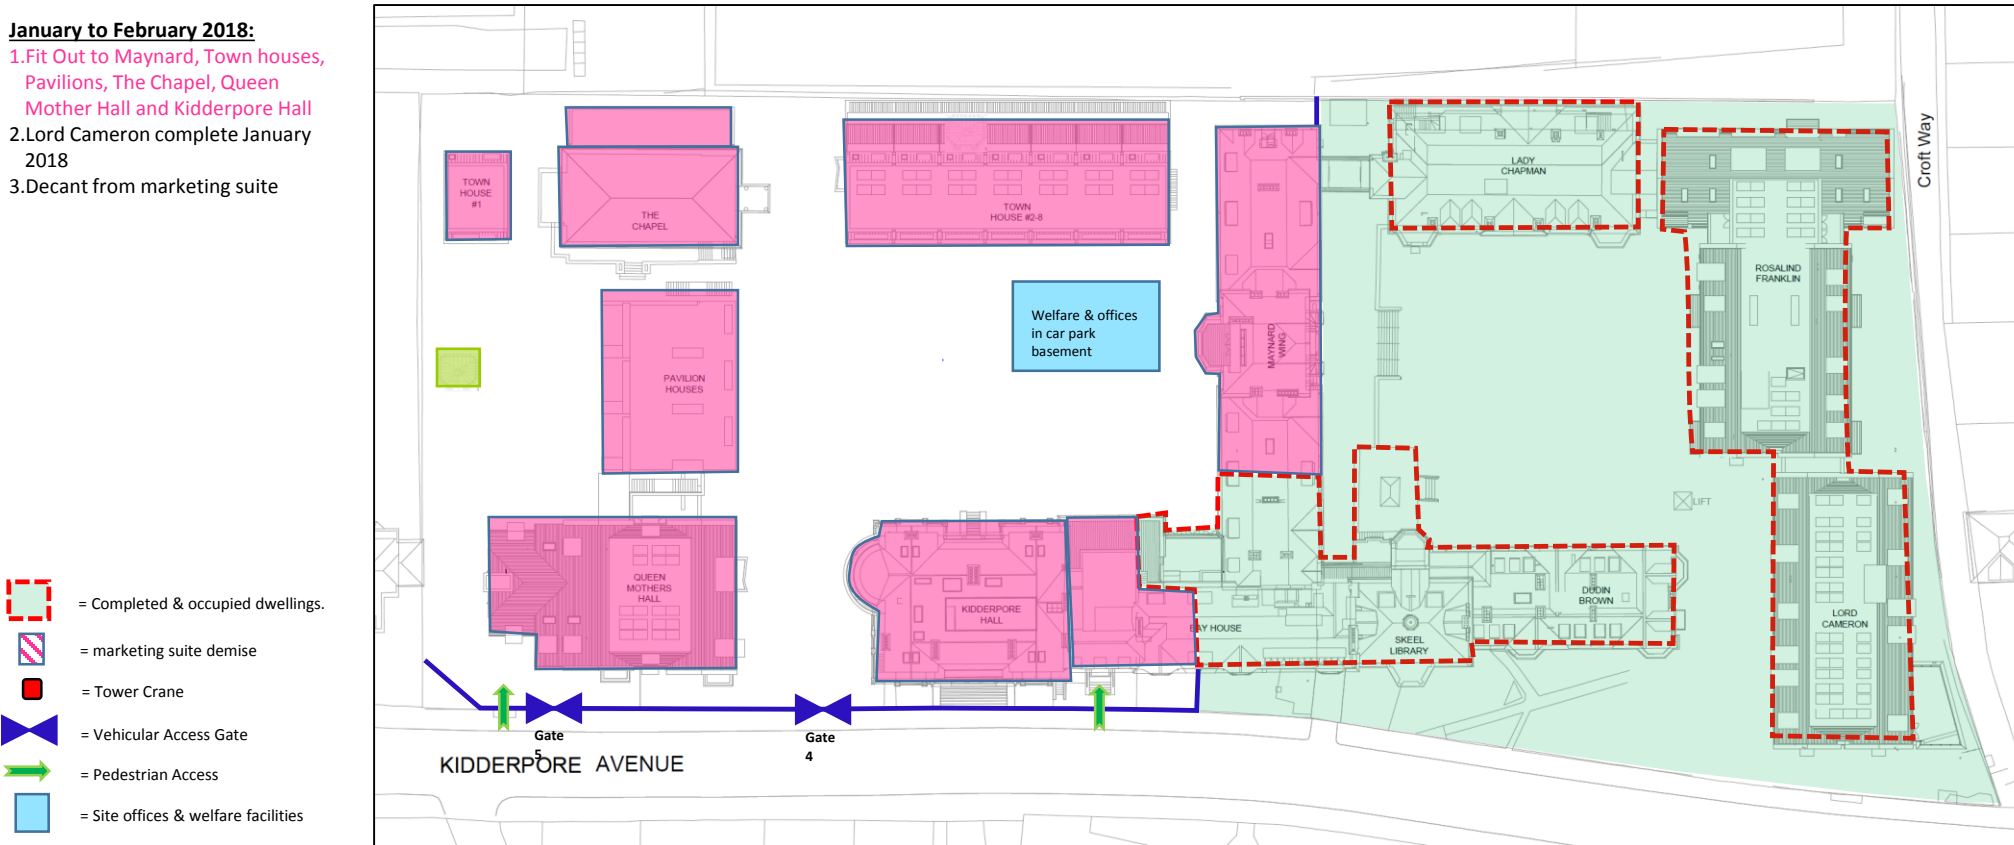 January to February 2018:
1.Fit Out to Maynard, Town houses,
Pavilions, The Chapel, Queen
Mother Hall and Kidderpore Hall
2.Lord Cameron complete January
2018
3.Decant from marketing suite
= Completed & occupied dwellings.
= marketing suite demise
= Tower Crane
= Vehicular Access Gate
= Pedestrian Access
= Site offices & welfare facilities
TOWN
HOUSE
#1
THE
CHAPEL
TOWN
HOUSE #2-8
LADY
CHAPMAN
Croft Way
ROSALIND
FRANKLIN
Welfare & offices
in car park
basement
MAYNARD
WING
PAVILION
HOUSES
LIFT
QUEEN
MOTHERS
HALL
KIDDERPORE
HALL
BAY HOUSE
SKEEL
LIBRARY
DUDIN
BROWN
LORD
CAMERON
Gate
5
Gate
4
KIDDERPORE AVENUE